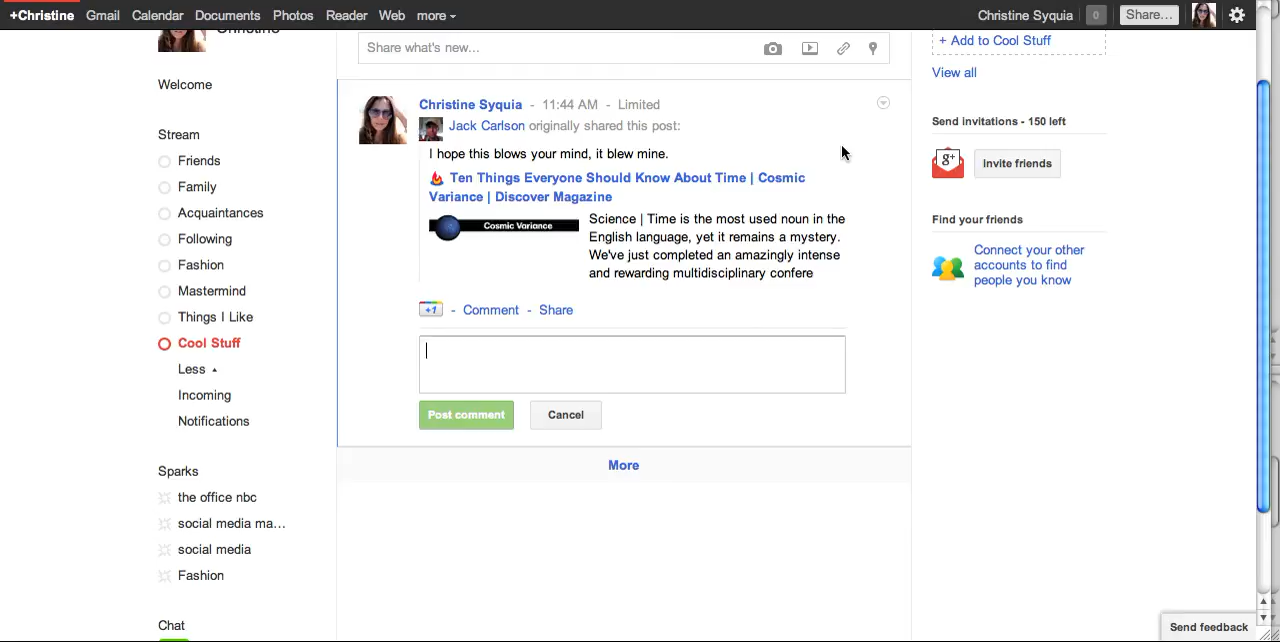 +Christine Gmail Calendar Documents Photos Reader Web more
Christine Syquia 0 Share...
Christine
Welcome
Stream
Friends
Family
Acquaintances
Following
Fashion
Mastermind
Things I Like
Cool Stuff
Less
Incoming
Notifications
Sparks
the office nbc
social media ma...
social media
Fashion
Chat
Share what's new...
Christine Syquia - 11:44 AM - Limited
Jack Carlson originally shared this post:
I hope this blows your mind, it blew mine.
Ten Things Everyone Should Know About Time | Cosmic
Variance | Discover Magazine
Cosmic Variance
Science | Time is the most used noun in the
English language, yet it remains a mystery.
We've just completed an amazingly intense
and rewarding multidisciplinary confere
+1 - Comment - Share
Post comment Cancel
More
+ Add to Cool Stuff
View all
Send invitations - 150 left
g+ Invite friends
Find your friends
Connect your other
accounts to find
people you know
Send feedback